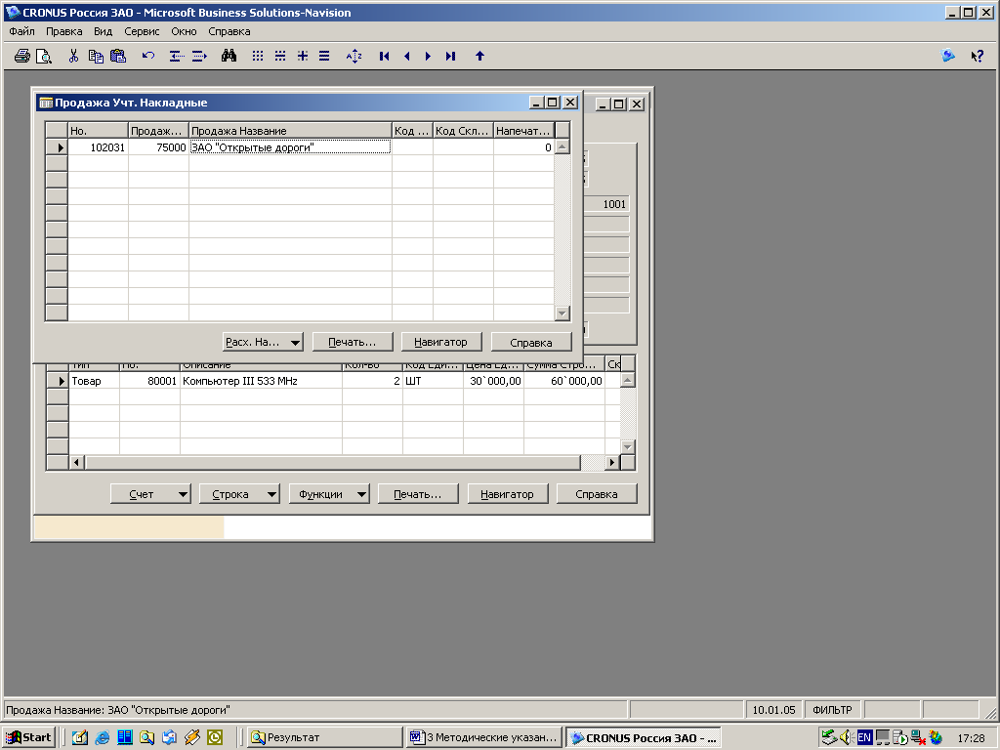 CRONUS Россия ЗАО - Microsoft Business Solutions-Navision
Файл Правка Вид Сервис Окно Справка
Продажа Учт. Накладные
Но. Продаж... Продажа Название Код ... Код Скл... Напечат...
102031 75000 ЗАО "Открытые дороги" 0
1001
Расх. На... Печать... Навигатор Справка
Тип Но. Описание Кол-во Код Еди... Цена Ед... Сумма Стро... Ск
Товар 80001 Компьютер III 533 MHz 2 ШТ 30`000,00 60`000,00
Счет Строка Функции Печать... Навигатор Справка
Продажа Название: ЗАО "Открытые дороги" 10.01.05 ФИЛЬТР
Start Результат 3 Методические указан... CRONUS Россия ЗАО - ... EN 17:28